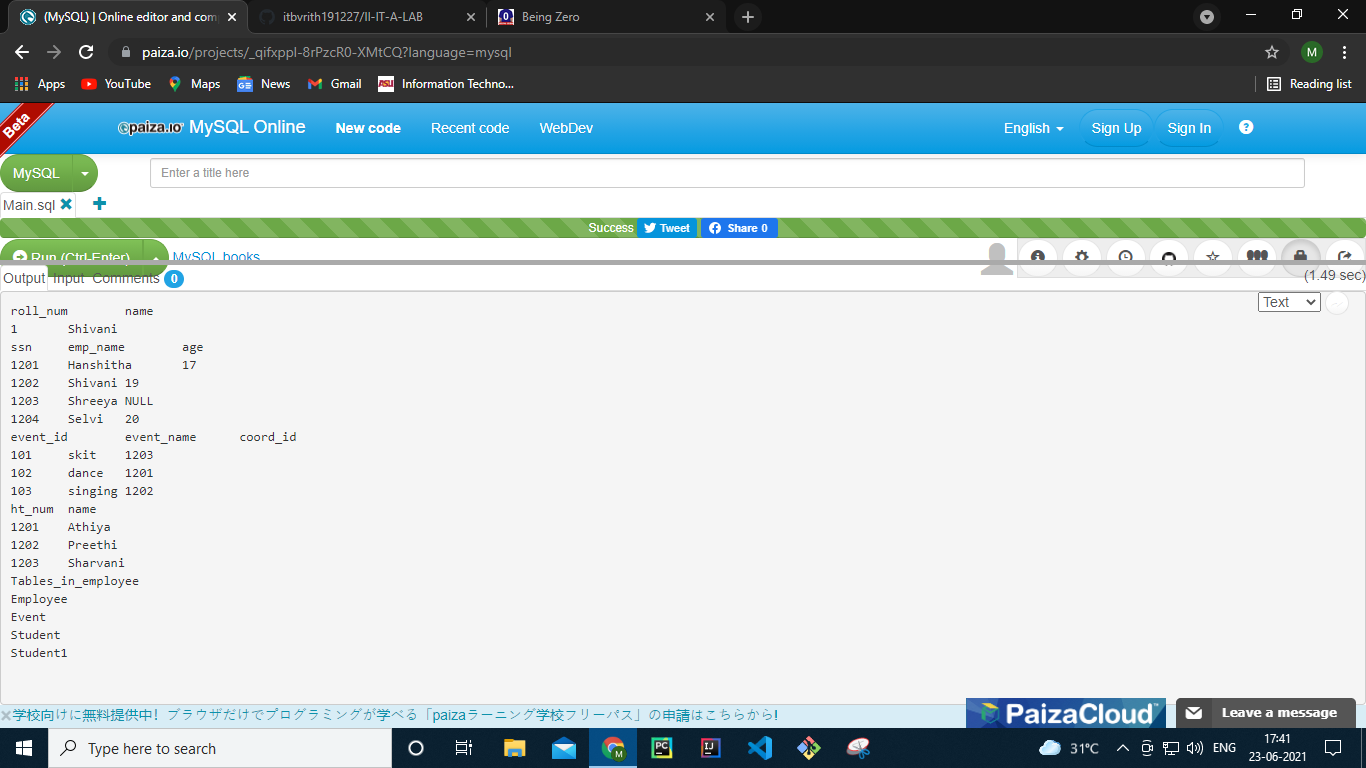 (MySQL) | Online editor and com
itbvrith191227/II-IT-A-LAB
Being Zero
paiza.io/projects/_qifxppl-8rPzcR0-XMtCQ?language=mysql
M
Apps
YouTube
Maps
News
Gmail
ASU
Information Techno...
Reading list
Beta
paiza.io MySQL Online
New code
Recent code
WebDev
English
Sign Up
Sign In
MySQL
Enter a title here
Main.sql
Success
Tweet
Share 0
Run (Ctrl-Enter)
MySQL books
Output Input Comments 0
(1.49 sec)
Text
roll_num name
1 Shivani
ssn emp_name age
1201 Hanshitha 17
1202 Shivani 19
1203 Shreeya NULL
1204 Selvi 20
event_id event_name coord_id
101 skit 1203
102 dance 1201
103 singing 1202
ht_num name
1201 Athiya
1202 Preethi
1203 Sharvani
Tables_in_employee
Employee
Event
Student
Student1
学校向けに無料提供中！ブラウザだけでプログラミングが学べる「paizaラーニング学校フリーパス」の申請はこちらから!
PaizaCloud™
Leave a message
Type here to search
31°C
ENG
17:41
23-06-2021